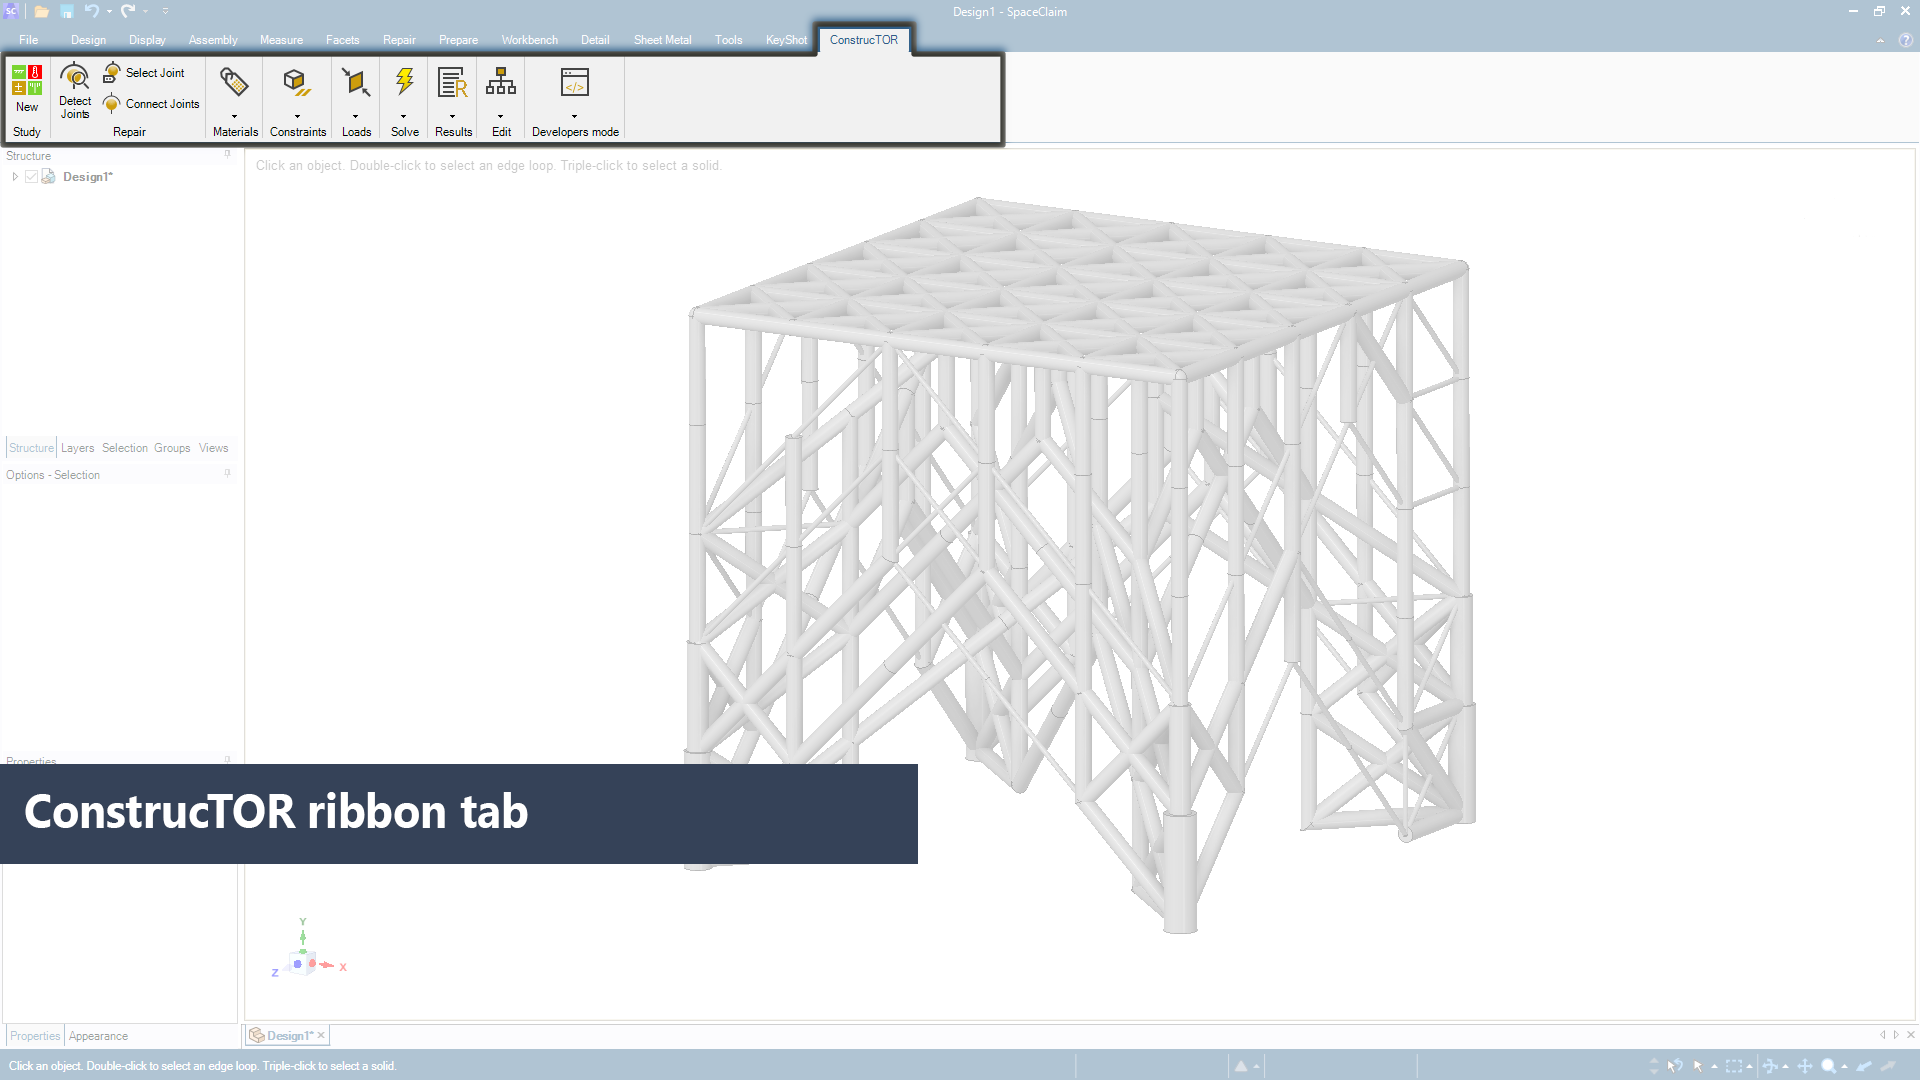 SC
Design1 - SpaceClaim
File Design Display Assembly Measure Facets Repair Prepare Workbench Detail Sheet Metal Tools KeyShot ConstrucTOR
New
Study
Detect
Joints
Select Joint
Connect Joints
Repair
Materials
Constraints
Loads
Solve
Results
Edit
</>
Developers mode
Structure
Design1*
Click an object. Double-click to select an edge loop. Triple-click to select a solid.
Structure Layers Selection Groups Views
Options - Selection
Properties
ConstrucTOR ribbon tab
Y
Z
X
Properties Appearance
Design1*
Click an object. Double-click to select an edge loop. Triple-click to select a solid.